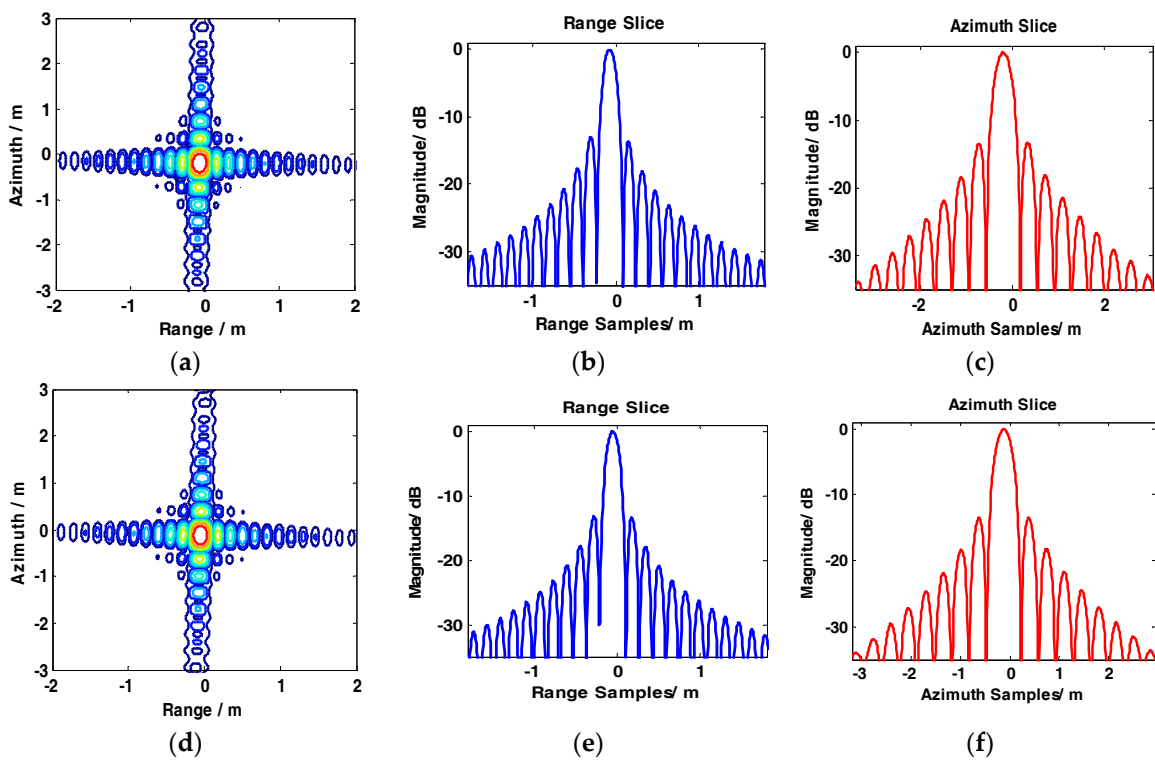 3
2
1
0
-1
-2
-3
Azimuth / m
-2 -1 0 1 2
Range / m
(a)
Range Slice
0
-10
-20
-30
Magnitude/ dB
-1 0 1
Range Samples/ m
(b)
Azimuth Slice
0
-10
-20
-30
Magnitude/ dB
-2 0 2
Azimuth Samples/ m
(c)
3
2
1
0
-1
-2
-3
Azimuth / m
-2 -1 0 1 2
Range / m
(d)
Range Slice
0
-10
-20
-30
Magnitude/ dB
-1 0 1
Range Samples/ m
(e)
Azimuth Slice
0
-10
-20
-30
Magnitude/ dB
-3 -2 -1 0 1 2
Azimuth Samples/ m
(f)